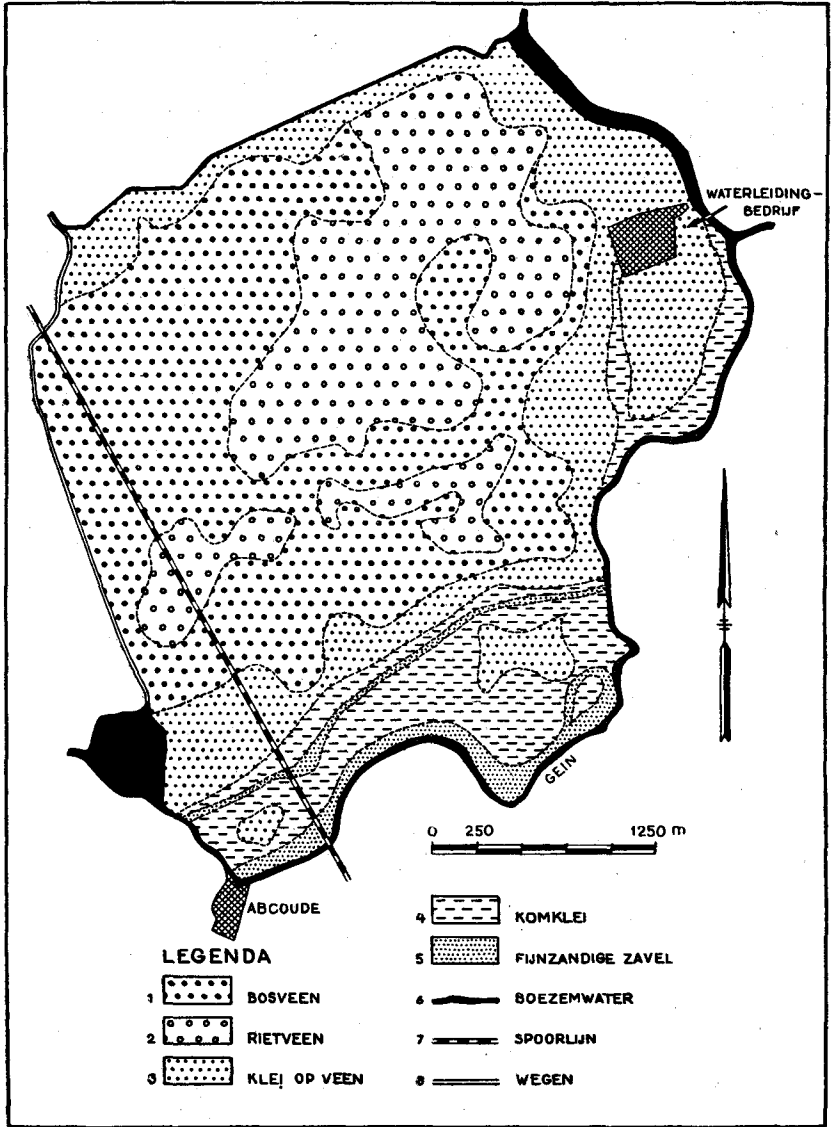 WATERLEIDING-
BEDRIJF
GEIN
0 250 1250 m
ABCOUDE
LEGENDA
1 BOSVEEN
2 RIETVEEN
3 KLEI OP VEEN
4 KOMKLEI
5 FIJNZANDIGE ZAVEL
6 BOEZEMWATER
7 SPOORLIJN
8 WEGEN